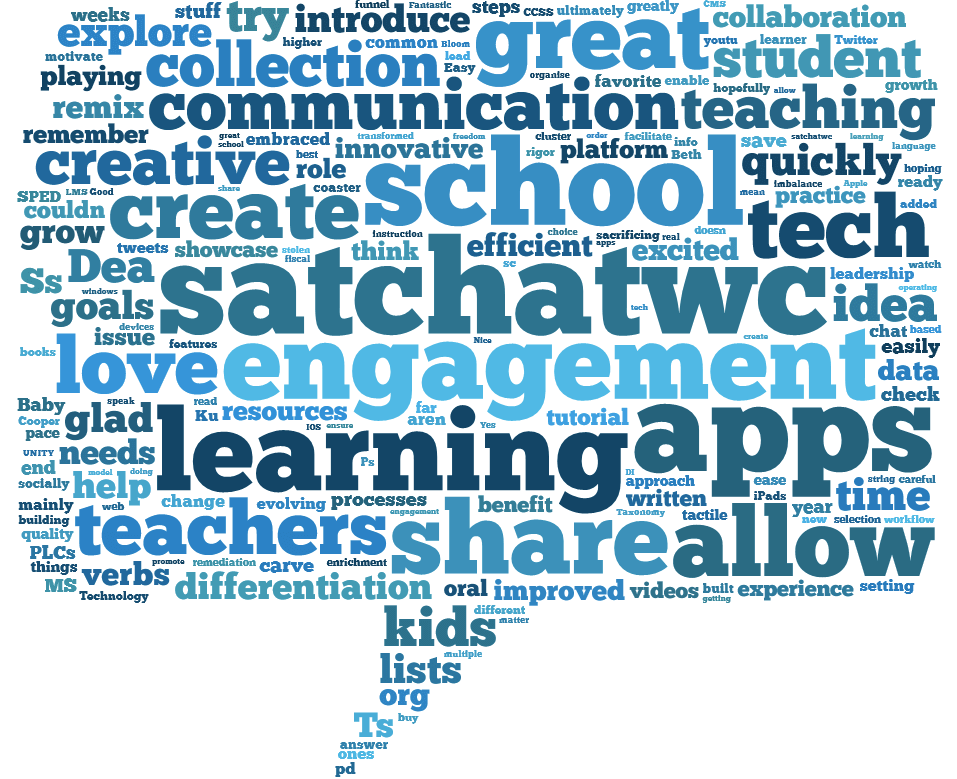 weeks stuff try introduce funnel Fantastic steps ccss ultimately greatly CMS collaboration
explore higher common Bloom great youtu learner Twitter
motivate collection lead Easy organise student
playing favorite enable hopefully allow growth
remix communication teaching
remember great school embraced transformed freedom cluster order facilitate info save satchatwc learning language
creative best innovative rigor platform Beth quickly hoping
SPED LMS Good share role coaster school mean imbalance Apple ready
couldn create practice added
grow instruction choice sacrificing real doesn tech
tweets showcase stolen fiscal think efficient apps excited watch
Ss Dea satchatwc sc leadership
windows operating
goals tech idea
devices
issue features Nice create chat based
books love engagement easily
data
Baby speak read far Yes check
Cooper glad Ku resources aren tutorial apps
pace iOS ensure
UNITY needs learning
end model doing Ps DI string careful
socially help approach ease iPads time
mainly web change evolving processes benefit written year
building teachers engagement share Taxonomy tactile allow new selection workflow
quality
PLCs
things promote remediation carve enrichment
MS verbs differentiation oral improved videos built experience setting
Technology getting
kids different
matter
lists multiple
org
Ts buy
answer
ones
pd